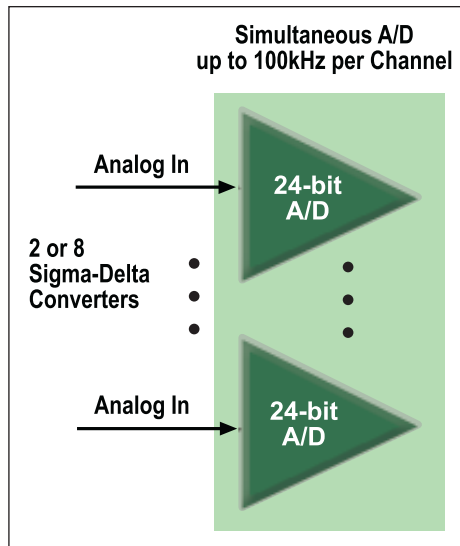 Simultaneous A/D
up to 100kHz per Channel
Analog In
24-bit
A/D
2 or 8
Sigma-Delta
Converters
Analog In
24-bit
A/D